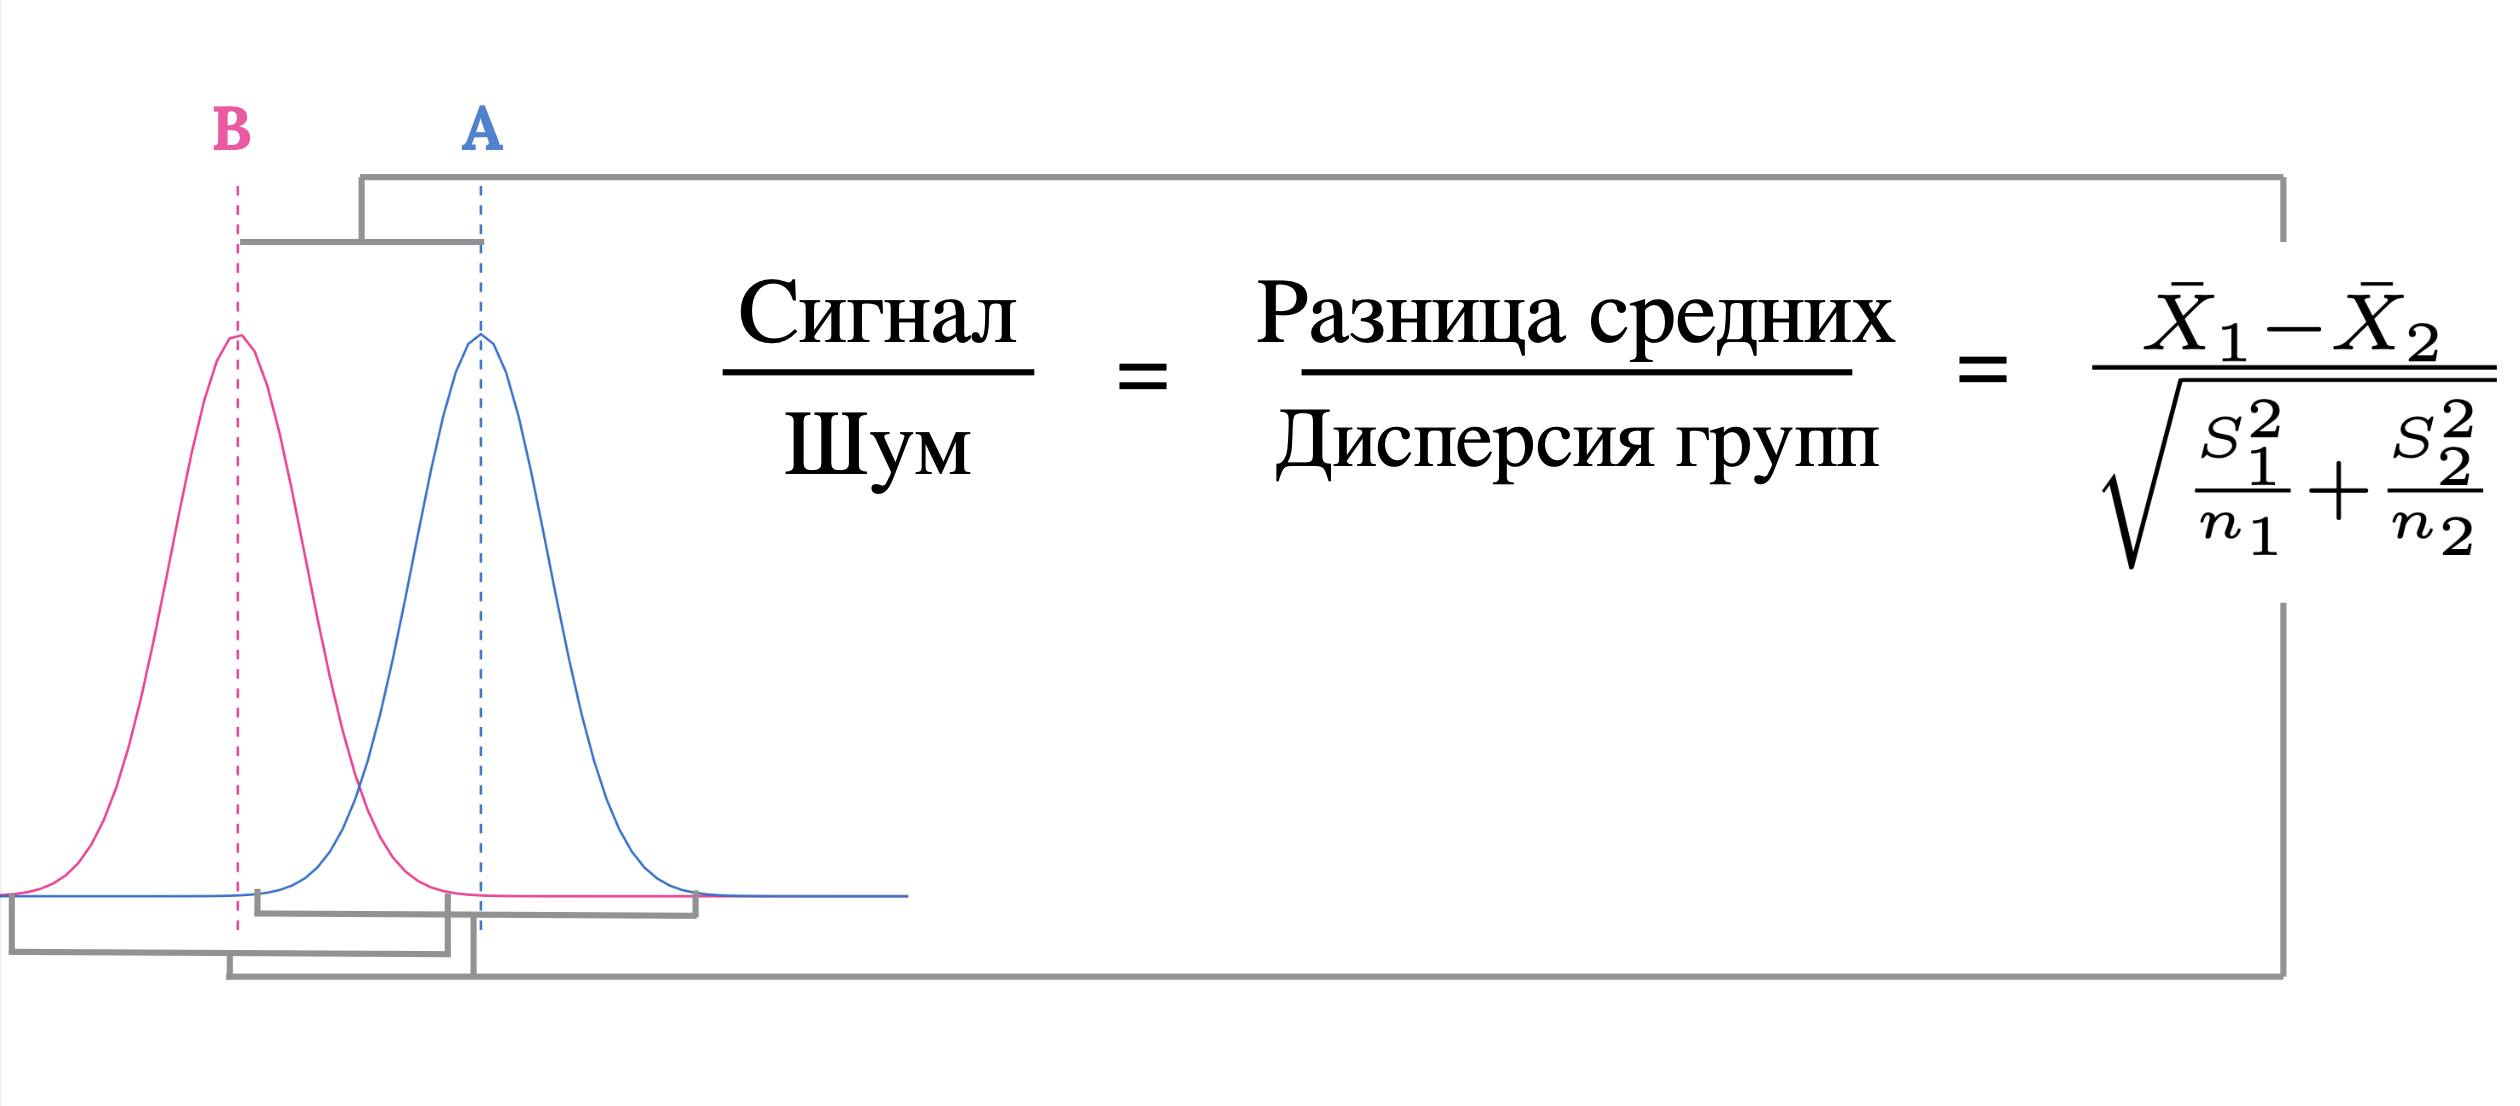 B A
Сигнал
Шум
=
Разница средних
Дисперсия групп
=
X̄₁ − X̄₂
√(s₁²/n₁ + s₂²/n₂)